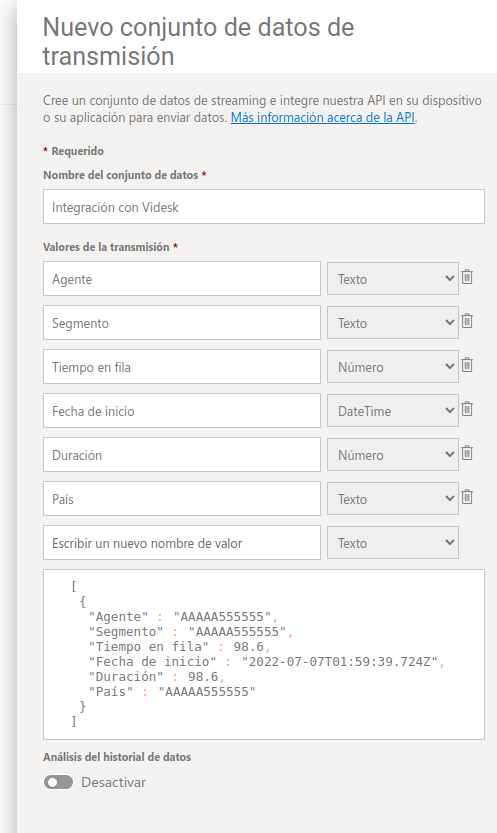 Nuevo conjunto de datos de
transmisión
Cree un conjunto de datos de streaming e integre nuestra API en su dispositivo
o su aplicación para enviar datos. Más información acerca de la API.
* Requerido
Nombre del conjunto de datos *
Integración con Videsk
Valores de la transmisión *
Agente Texto
Segmento Texto
Tiempo en fila Número
Fecha de inicio DateTime
Duración Número
País Texto
Escribir un nuevo nombre de valor Texto
[
{
"Agente" : "AAAAA555555",
"Segmento" : "AAAAA555555",
"Tiempo en fila" : 98.6,
"Fecha de inicio" : "2022-07-07T01:59:39.724Z",
"Duración" : 98.6,
"País" : "AAAAA555555"
}
]
Análisis del historial de datos
Desactivar